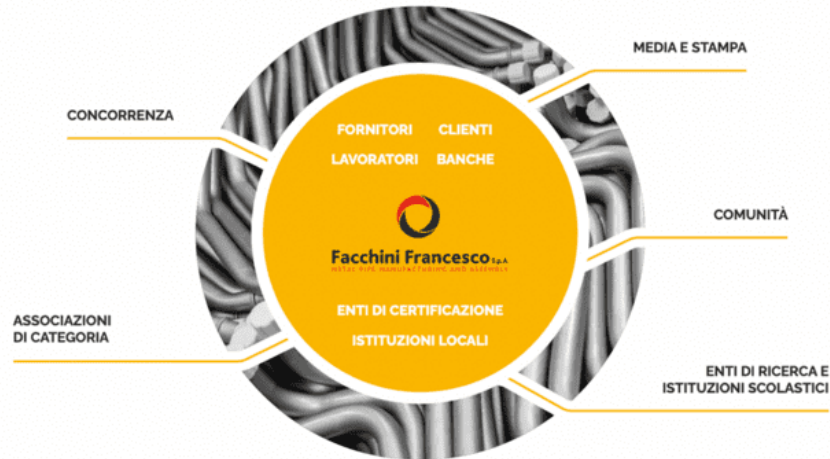 MEDIA E STAMPA
CONCORRENZA
FORNITORI CLIENTI
LAVORATORI BANCHE
COMUNITÀ
Facchini Francesco S.p.A
METAL PIPE MANUFACTURING AND ASSEMBLY
ENTI DI CERTIFICAZIONE
ISTITUZIONI LOCALI
ASSOCIAZIONI
DI CATEGORIA
ENTI DI RICERCA E
ISTITUZIONI SCOLASTICI